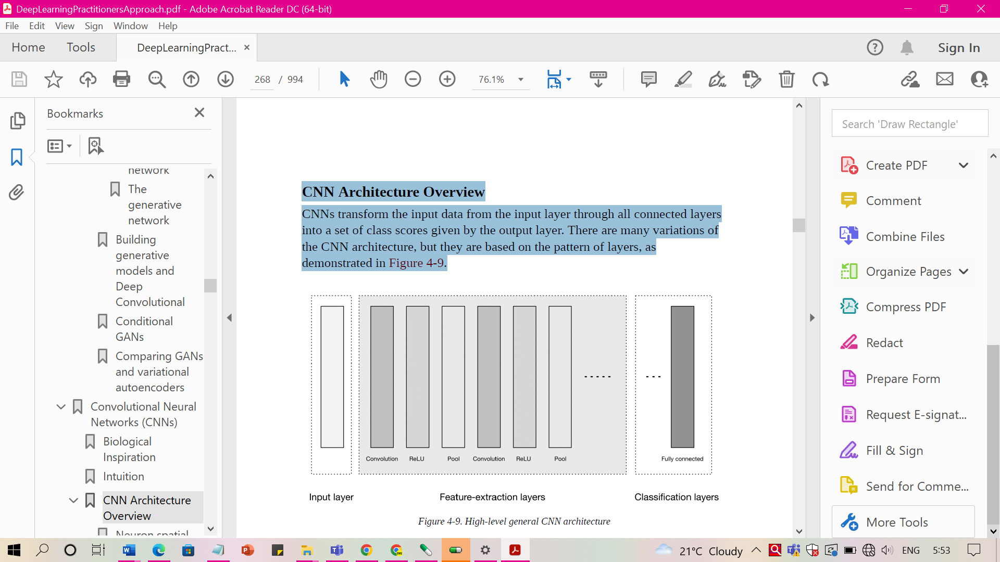 DeepLearningPractitionersApproach.pdf - Adobe Acrobat Reader DC (64-bit)
File Edit View Sign Window Help
Home Tools DeepLearningPract... × Sign In
268 / 994 76.1%
Bookmarks
network
The
generative
network
Building
generative
models and
Deep
Convolutional
Conditional
GANs
Comparing GANs
and variational
autoencoders
Convolutional Neural
Networks (CNNs)
Biological
Inspiration
Intuition
CNN Architecture
Overview
Neuron spatial
CNN Architecture Overview
CNNs transform the input data from the input layer through all connected layers
into a set of class scores given by the output layer. There are many variations of
the CNN architecture, but they are based on the pattern of layers, as
demonstrated in Figure 4-9.
Convolution ReLU Pool Convolution ReLU Pool Fully connected
Input layer Feature-extraction layers Classification layers
Figure 4-9. High-level general CNN architecture
Search 'Draw Rectangle'
Create PDF
Comment
Combine Files
Organize Pages
Compress PDF
Redact
Prepare Form
Request E-signat...
Fill & Sign
Send for Comme...
More Tools
21°C Cloudy ENG 5:53